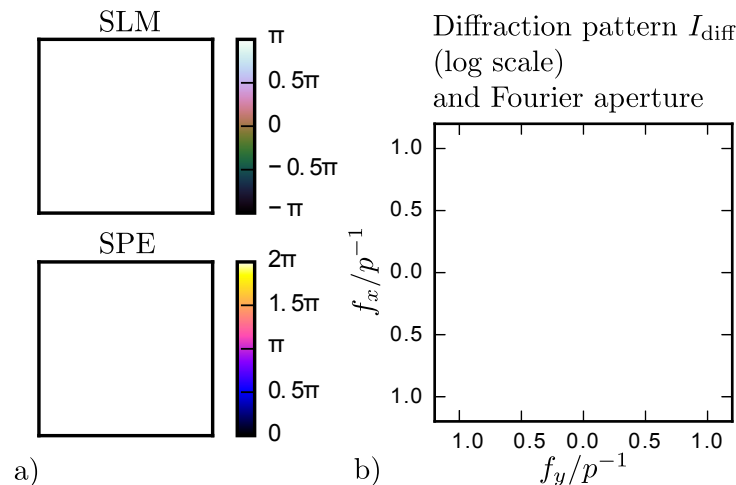 SLM
π
0.5π
0
−0.5π
−π
SPE
2π
1.5π
π
0.5π
0
a)
Diffraction pattern I_diff
(log scale)
and Fourier aperture
1.0
0.5
0.0
0.5
1.0
f_x/p^{-1}
1.0 0.5 0.0 0.5 1.0
f_y/p^{-1}
b)